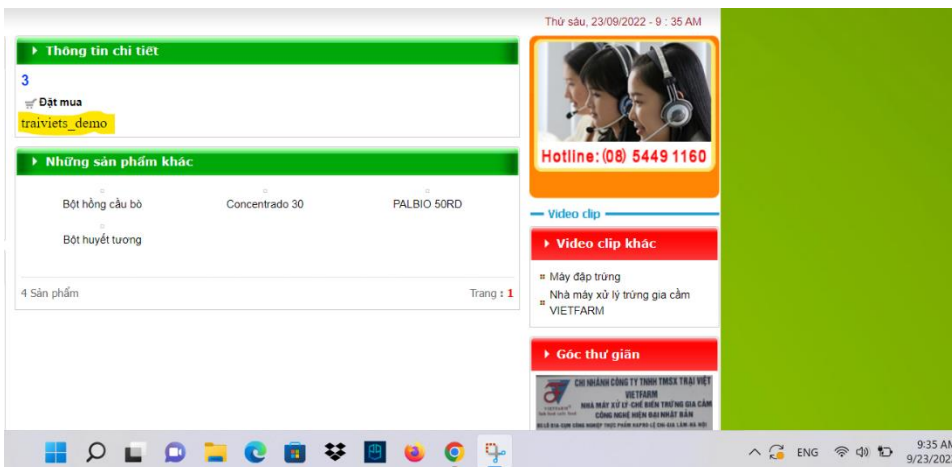 Thứ sáu, 23/09/2022 - 9 : 35 AM
Thông tin chi tiết
3
Đặt mua
traiviets_demo
Những sản phẩm khác
Bột hồng cầu bò
Concentrado 30
PALBIO 50RD
Bột huyết tương
4 Sản phẩm
Trang : 1
Hotline: (08) 5449 1160
Video clip
Video clip khác
Máy đập trứng
Nhà máy xử lý trứng gia cầm
VIETFARM
Góc thư giãn
CHI NHÁNH CÔNG TY TNHH TMSX TRẠI VIỆT
VIETFARM
NHÀ MÁY XỬ LÝ-CHẾ BIẾN TRỨNG GIA CẦM
CÔNG NGHỆ HIỆN ĐẠI NHẬT BẢN
ENG
9:35 AM